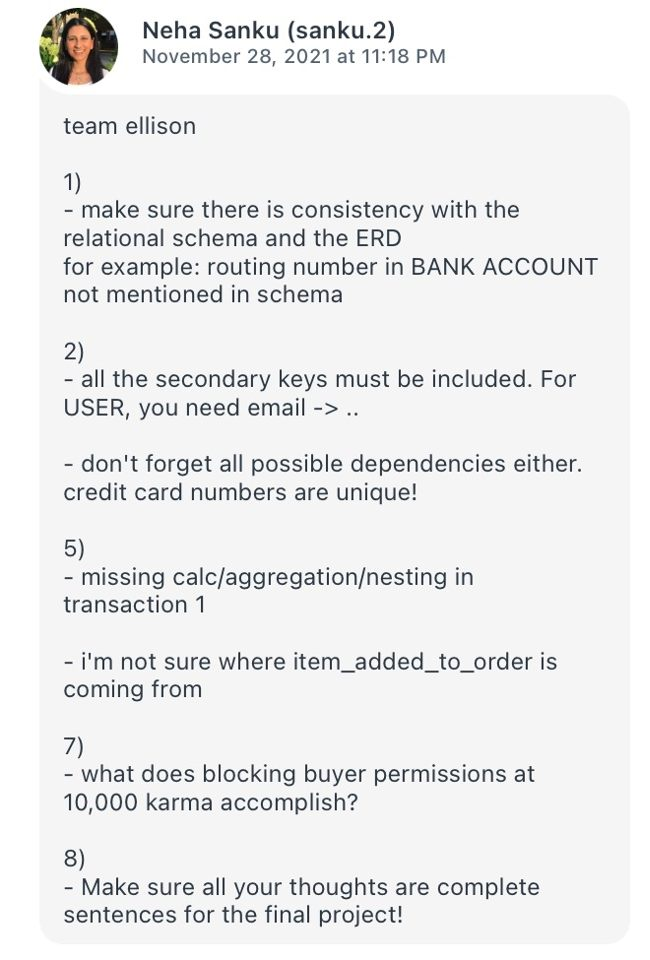 Neha Sanku (sanku.2)
November 28, 2021 at 11:18 PM
team ellison
1)
- make sure there is consistency with the
relational schema and the ERD
for example: routing number in BANK ACCOUNT
not mentioned in schema
2)
- all the secondary keys must be included. For
USER, you need email -> ..
- don't forget all possible dependencies either.
credit card numbers are unique!
5)
- missing calc/aggregation/nesting in
transaction 1
- i'm not sure where item_added_to_order is
coming from
7)
- what does blocking buyer permissions at
10,000 karma accomplish?
8)
- Make sure all your thoughts are complete
sentences for the final project!